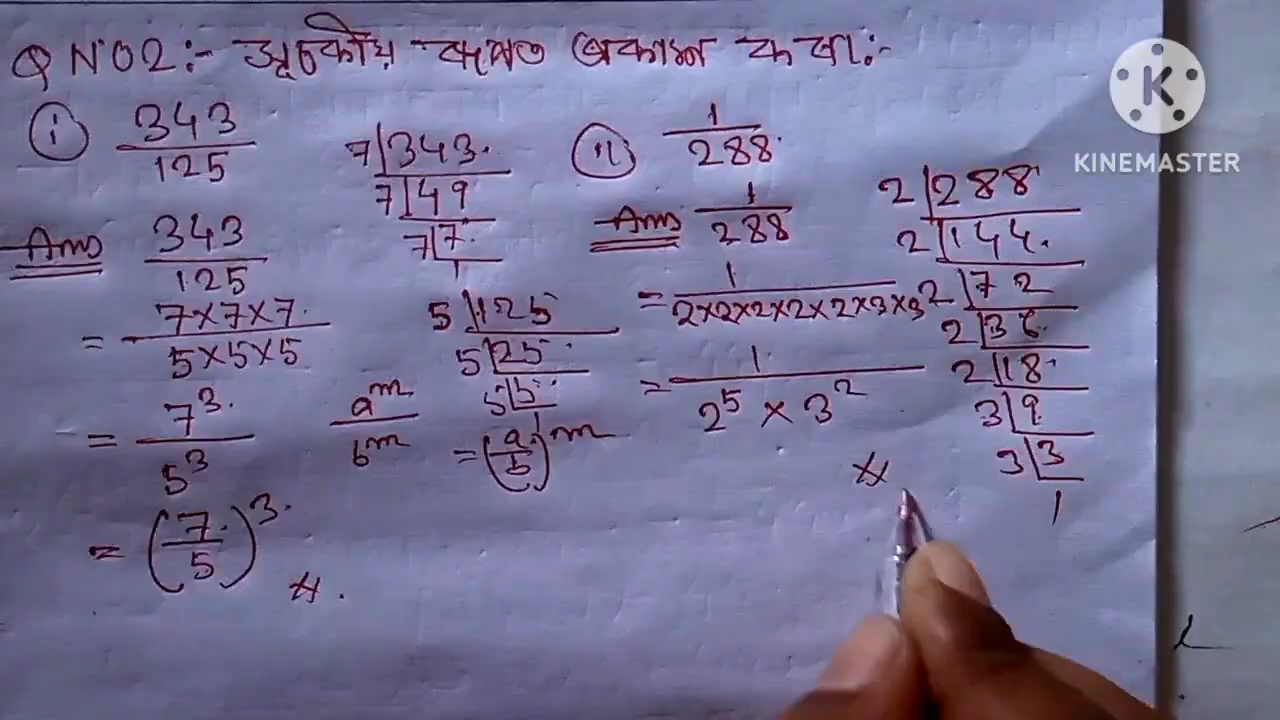 Q NO2:- সূচকীয় ৰূপত প্ৰকাশ কৰা:-
i 343/125
7 | 343
7 | 49
7 | 7
1
Ans 343/125
= 7×7×7 / 5×5×5
5 | 125
5 | 25
5 | 5
1
= 7³/5³
aᵐ/bᵐ = (a/b)ᵐ
= (7/5)³
ii 1/288
Ans 1/288
= 1 / 2×2×2×2×2×3×3
= 1 / 2⁵ × 3²
2 | 288
2 | 144
2 | 72
2 | 36
2 | 18
3 | 9
3 | 3
1
K
KINEMASTER